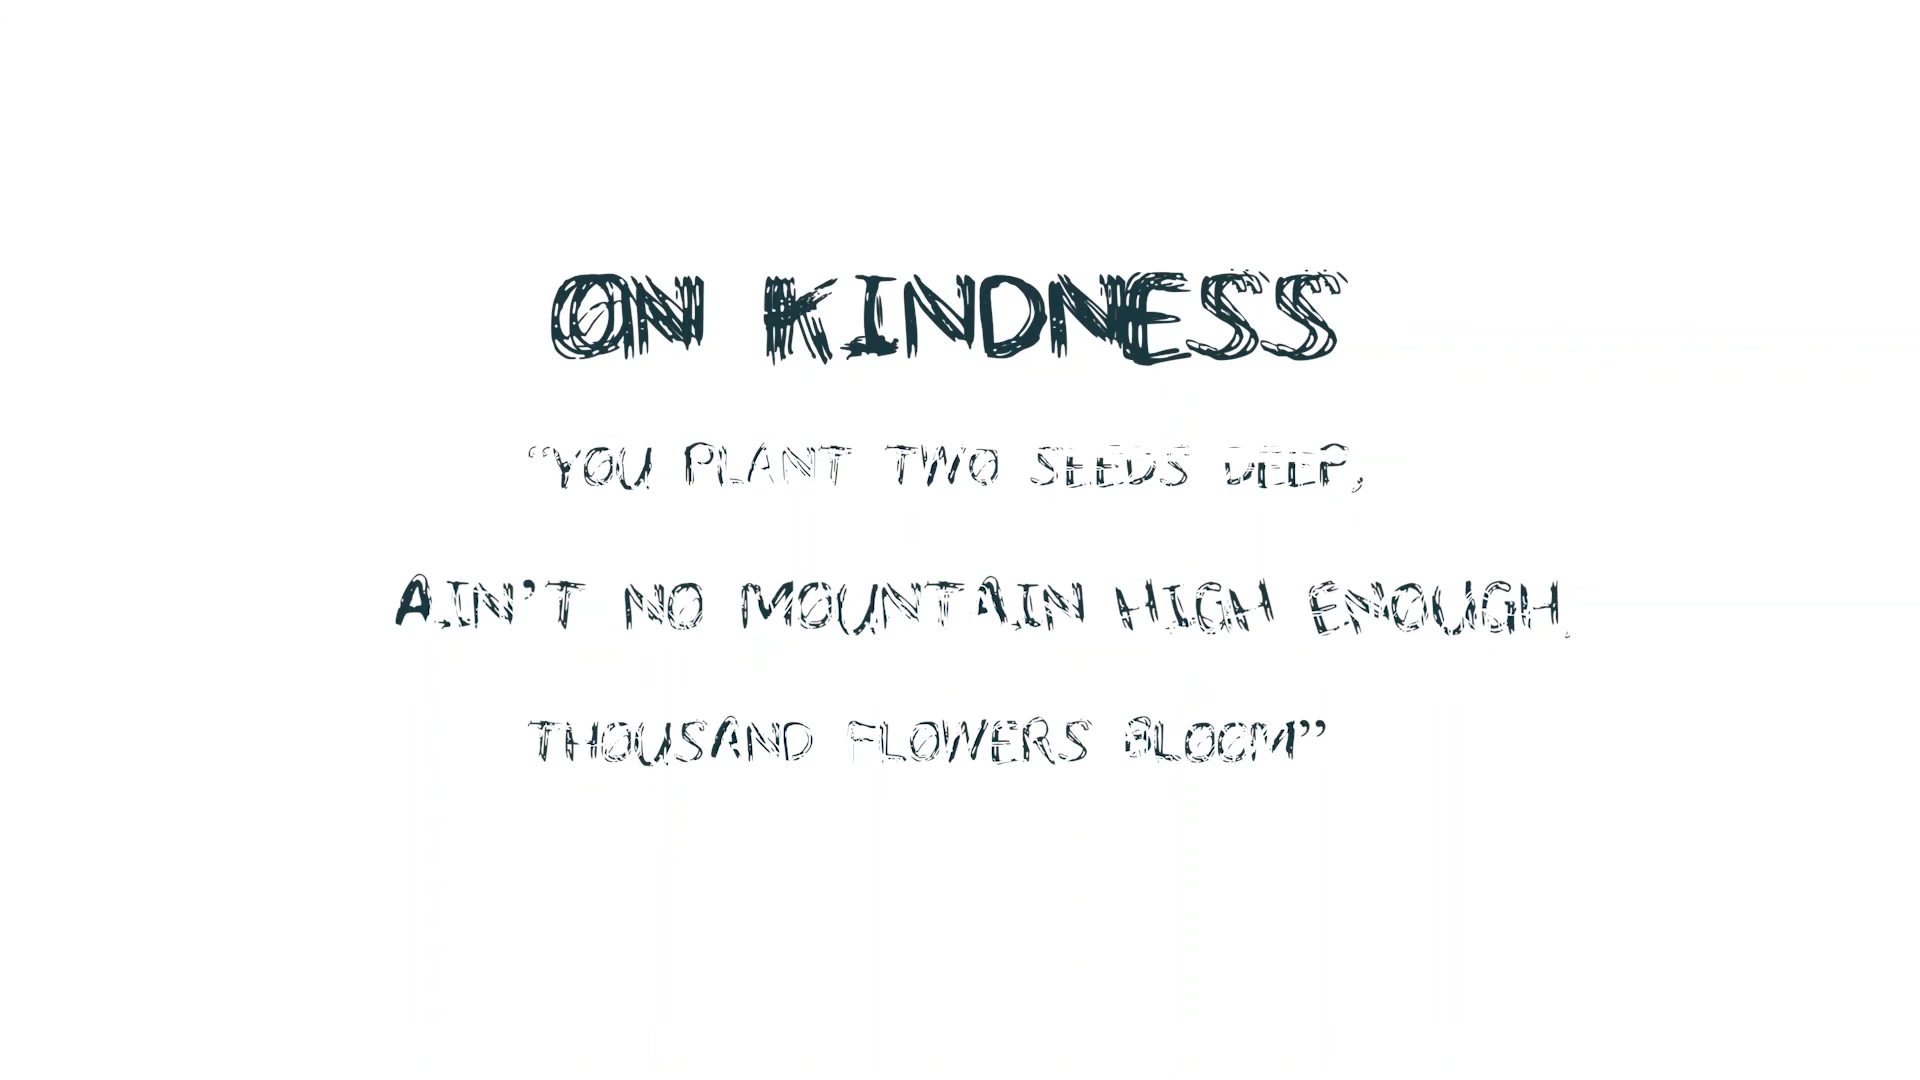 ON KINDNESS
“YOU PLANT TWO SEEDS DEEP,
AIN’T NO MOUNTAIN HIGH ENOUGH,
THOUSAND FLOWERS BLOOM”